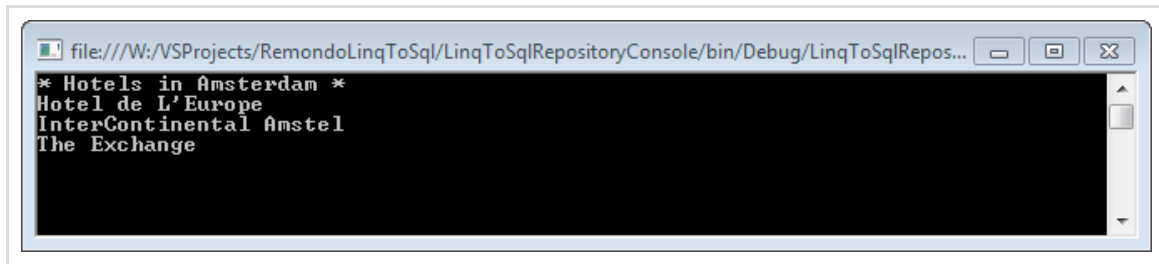 file:///W:/VSProjects/RemondoLinqToSql/LinqToSqlRepositoryConsole/bin/Debug/LinqToSqlRepos...
* Hotels in Amsterdam *
Hotel de L'Europe
InterContinental Amstel
The Exchange